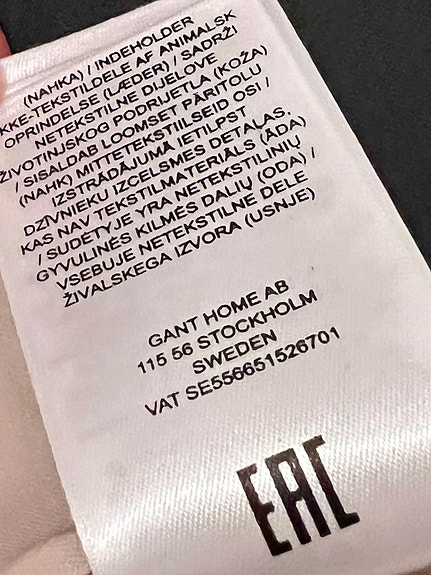 (NAHKA) / INDEHOLDER
KKE-TEKSTILDELE AF ANIMALSK
OPRINDELSE (LÆDER) / SADRŽI
NETEKSTILNE DIJELOVE
ŽIVOTINJSKOG PODRIJETLA (KOŽA)
/ SISALDAB LOOMSET PÄRITOLU
(NAHK) MITTETEKSTIILSEID OSI /
IZSTRĀDĀJUMĀ IETILPST
DZĪVNIEKU IZCELSMES DETAĻAS,
KAS NAV TEKSTILMATERIĀLS (ĀDA)
/ SUDĖTYJE YRA NETEKSTILINIŲ
GYVULINĖS KILMĖS DALIŲ (ODA) /
VSEBUJE NETEKSTILNE DELE
ŽIVALSKEGA IZVORA (USNJE)
GANT HOME AB
115 56 STOCKHOLM
SWEDEN
VAT SE556651526701
EAC